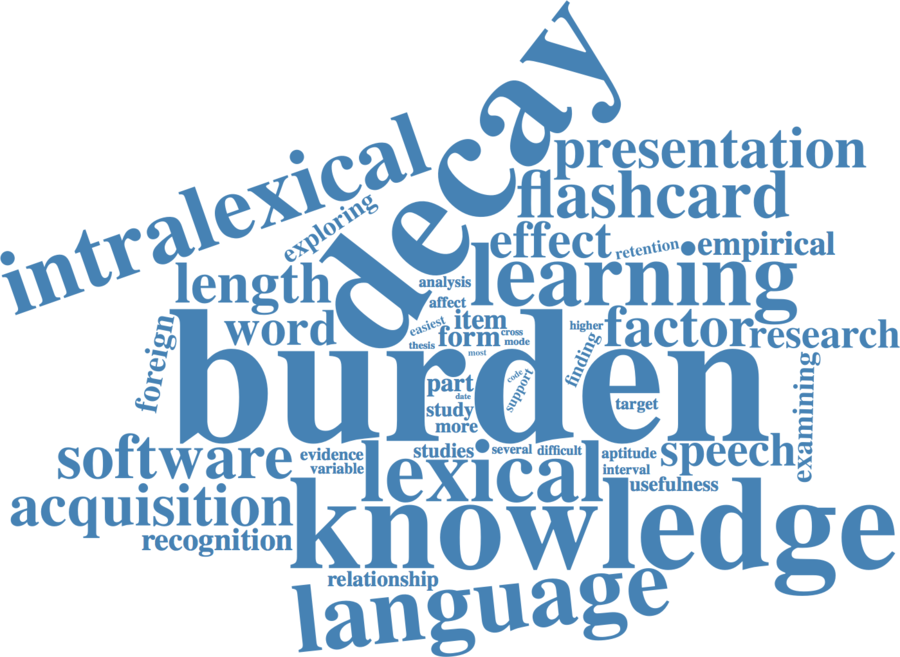 decay
presentation
intralexical
flashcard
exploring
effect
retention
empirical
learning
length
analysis
affect
word
easiest
item
form
cross
mode
thesis
most
higher
factor
research
foreign
burden
finding
examining
part
date
code
support
study
more
target
software
evidence
variable
studies
several
difficult
aptitude
interval
speech
lexical
usefulness
acquisition
knowledge
recognition
relationship
language